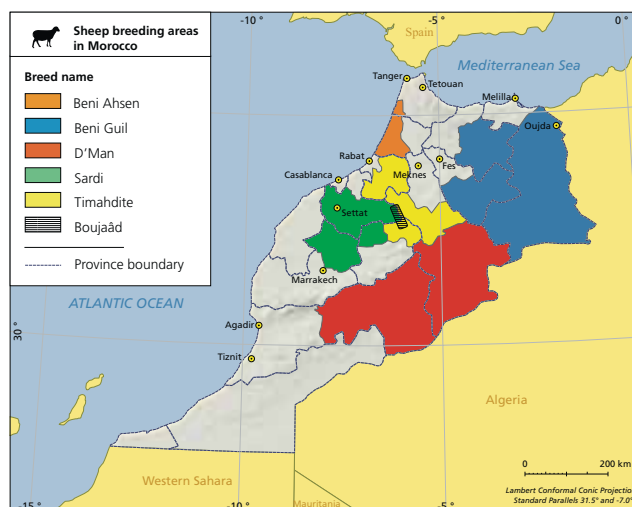 Sheep breeding areas
in Morocco
Breed name
Beni Ahsen
Beni Guil
D'Man
Sardi
Timahdite
Boujaâd
Province boundary
-10°
-5°
0°
Spain
Mediterranean Sea
Tanger
Tetouan
Melilla
Oujda
Rabat
Meknes
Fes
Casablanca
Settat
Marrakech
ATLANTIC OCEAN
Agadir
30°
Tiznit
Algeria
Western Sahara
Mauritania
0
200 km
Lambert Conformal Conic Projectio
Standard Parallels 31.5° and -7.0°
-15°
-10°
-5°